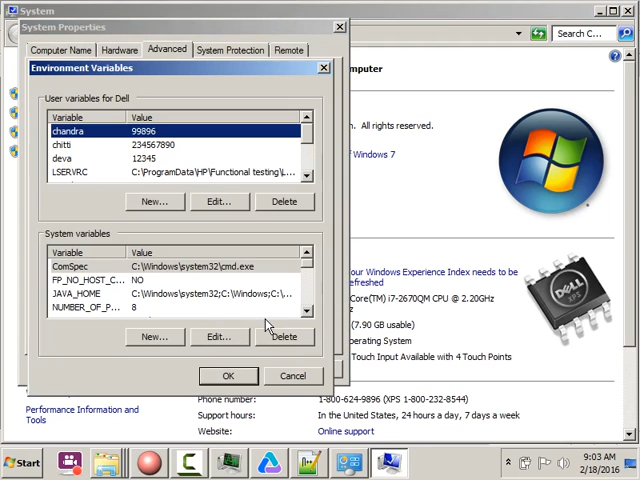 System
Search C...
System Properties
Computer Name
Hardware
Advanced
System Protection
Remote
omputer
Environment Variables
User variables for Dell
Variable Value
chandra 99896
chitti 234567890
deva 12345
LSERVRC C:\ProgramData\HP\Functional testing\L...
New... Edit... Delete
System variables
Variable Value
ComSpec C:\Windows\system32\cmd.exe
FP_NO_HOST_C... NO
JAVA_HOME C:\Windows\system32;C:\Windows;C:\...
NUMBER_OF_P... 8
New... Edit... Delete
OK Cancel
n. All rights reserved.
f Windows 7
our Windows Experience Index needs to be
efreshed
Core(TM) i7-2670QM CPU @ 2.20GHz
(7.90 GB usable)
perating System
Touch Input Available with 4 Touch Points
DELL
XPS
Performance Information and
Tools
Phone number: 1-800-624-9896 (XPS 1-800-232-8544)
Support hours: In the United States, 24 hours a day, 7 days a week
Website: Online support
Start
9:03 AM
2/18/2016